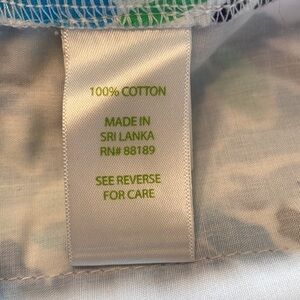 100% COTTON
MADE IN
SRI LANKA
RN# 88189
SEE REVERSE
FOR CARE